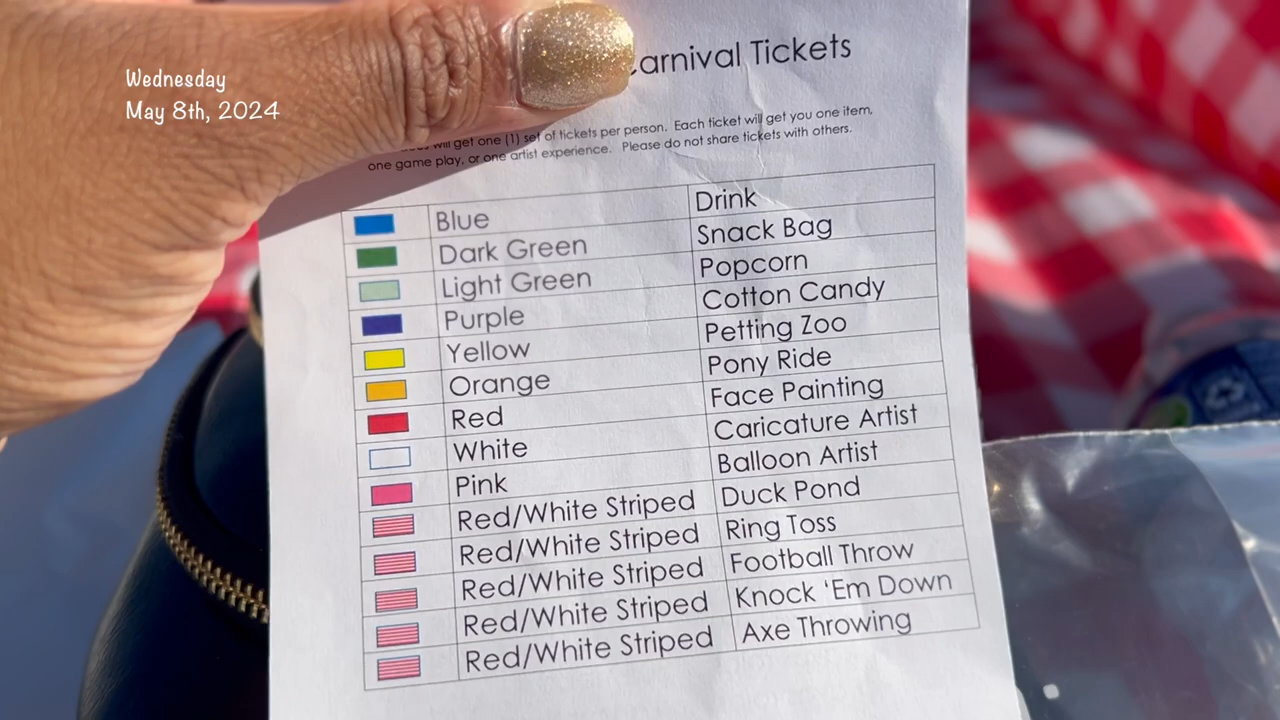 Wednesday
May 8th, 2024
arnival Tickets
will get one (1) set of tickets per person. Each ticket will get you one item,
one game play, or one artist experience. Please do not share tickets with others.
Blue Drink
Dark Green Snack Bag
Light Green Popcorn
Purple Cotton Candy
Yellow Petting Zoo
Orange Pony Ride
Red Face Painting
White Caricature Artist
Pink Balloon Artist
Red/White Striped Duck Pond
Red/White Striped Ring Toss
Red/White Striped Football Throw
Red/White Striped Knock ‘Em Down
Red/White Striped Axe Throwing